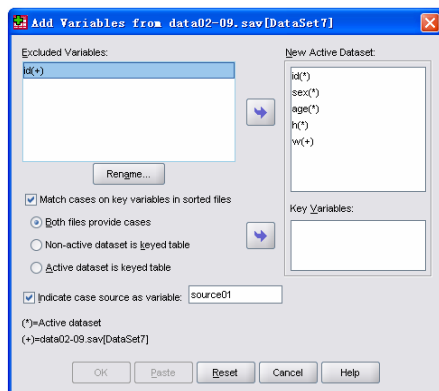 Add Variables from data02-09.sav[DataSet7]
Excluded Variables:
id(+)
Rename...
New Active Dataset:
id(*)
sex(*)
age(*)
h(*)
w(+)
Match cases on key variables in sorted files
Both files provide cases
Non-active dataset is keyed table
Active dataset is keyed table
Key Variables:
Indicate case source as variable: source01
(*)=Active dataset
(+)=data02-09.sav[DataSet7]
OK Paste Reset Cancel Help